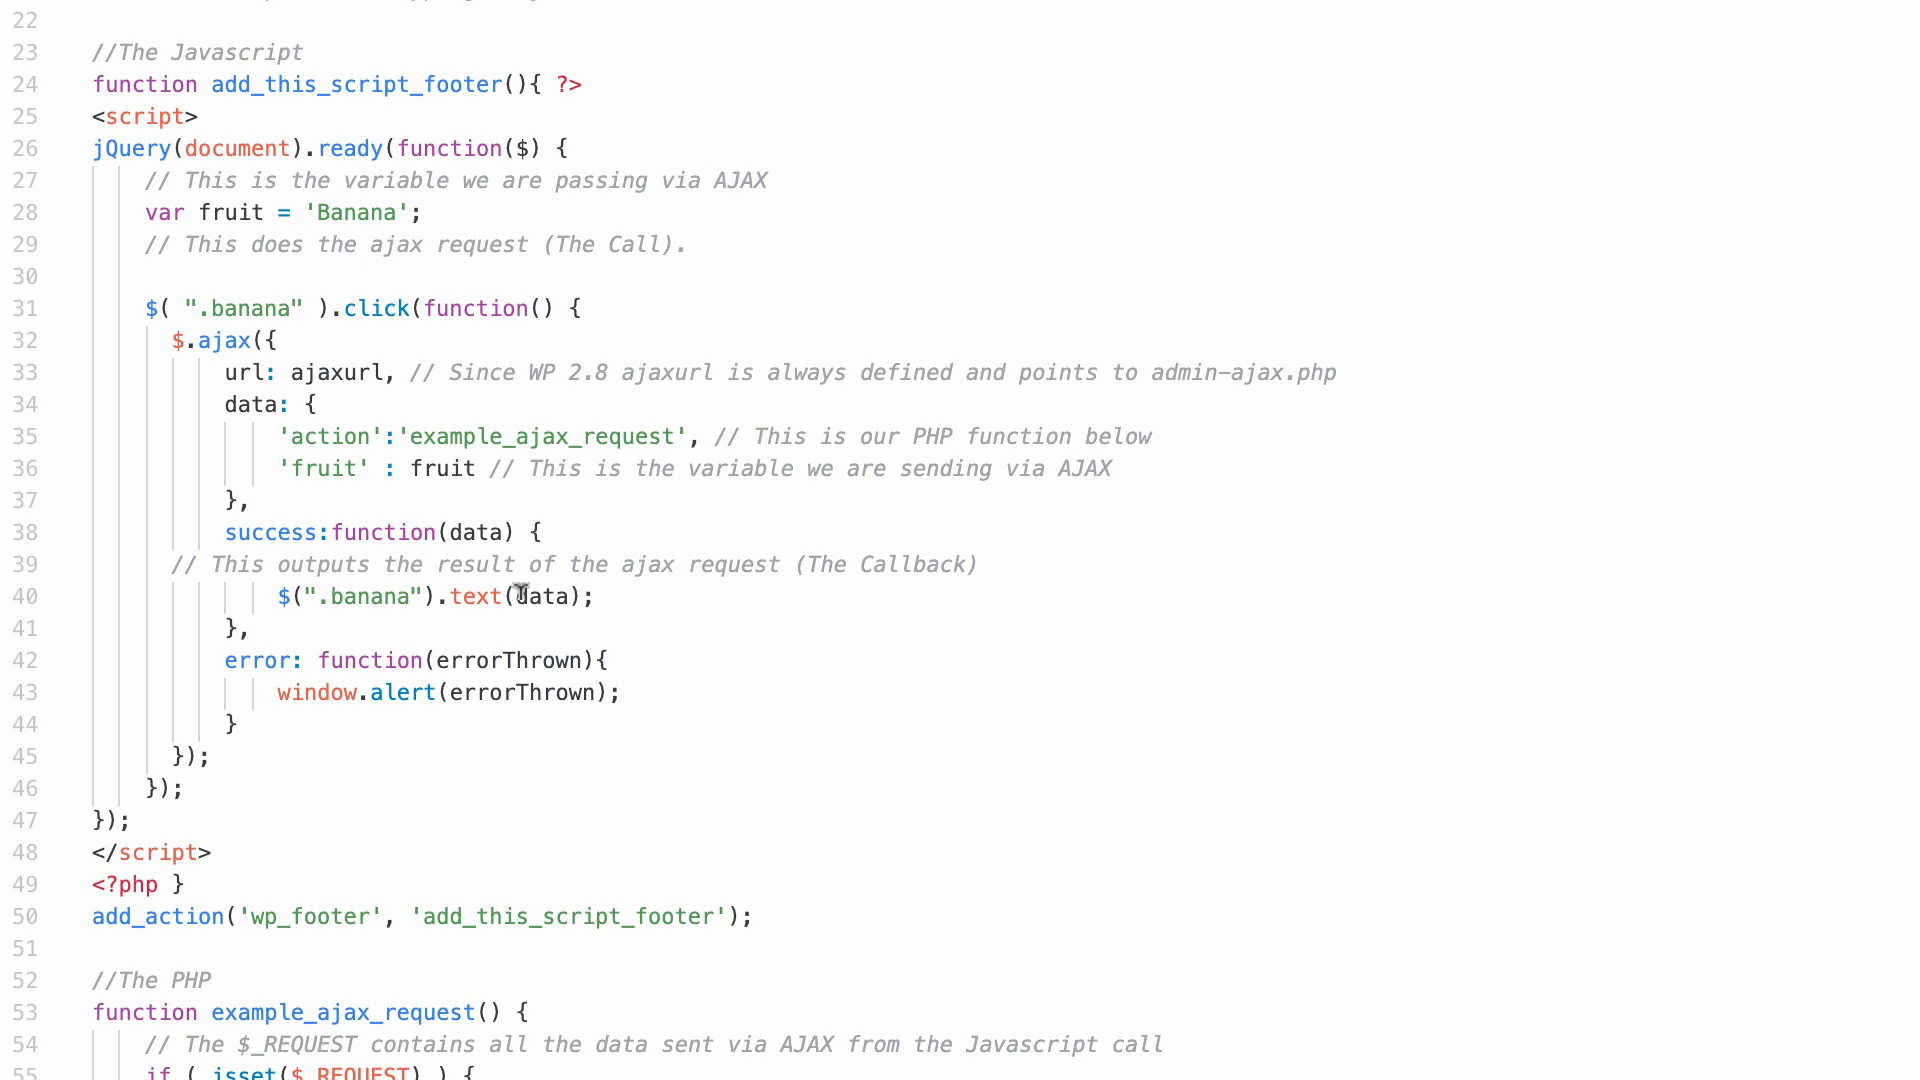 22
23 //The Javascript
24 function add_this_script_footer(){ ?>
25 <script>
26 jQuery(document).ready(function($) {
27 // This is the variable we are passing via AJAX
28 var fruit = 'Banana';
29 // This does the ajax request (The Call).
30
31 $( ".banana" ).click(function() {
32 $.ajax({
33 url: ajaxurl, // Since WP 2.8 ajaxurl is always defined and points to admin-ajax.php
34 data: {
35 'action':'example_ajax_request', // This is our PHP function below
36 'fruit' : fruit // This is the variable we are sending via AJAX
37 },
38 success:function(data) {
39 // This outputs the result of the ajax request (The Callback)
40 $(".banana").text(data);
41 },
42 error: function(errorThrown){
43 window.alert(errorThrown);
44 }
45 });
46 });
47 });
48 </script>
49 <?php }
50 add_action('wp_footer', 'add_this_script_footer');
51
52 //The PHP
53 function example_ajax_request() {
54 // The $_REQUEST contains all the data sent via AJAX from the Javascript call
55 if ( isset($_REQUEST) ) {